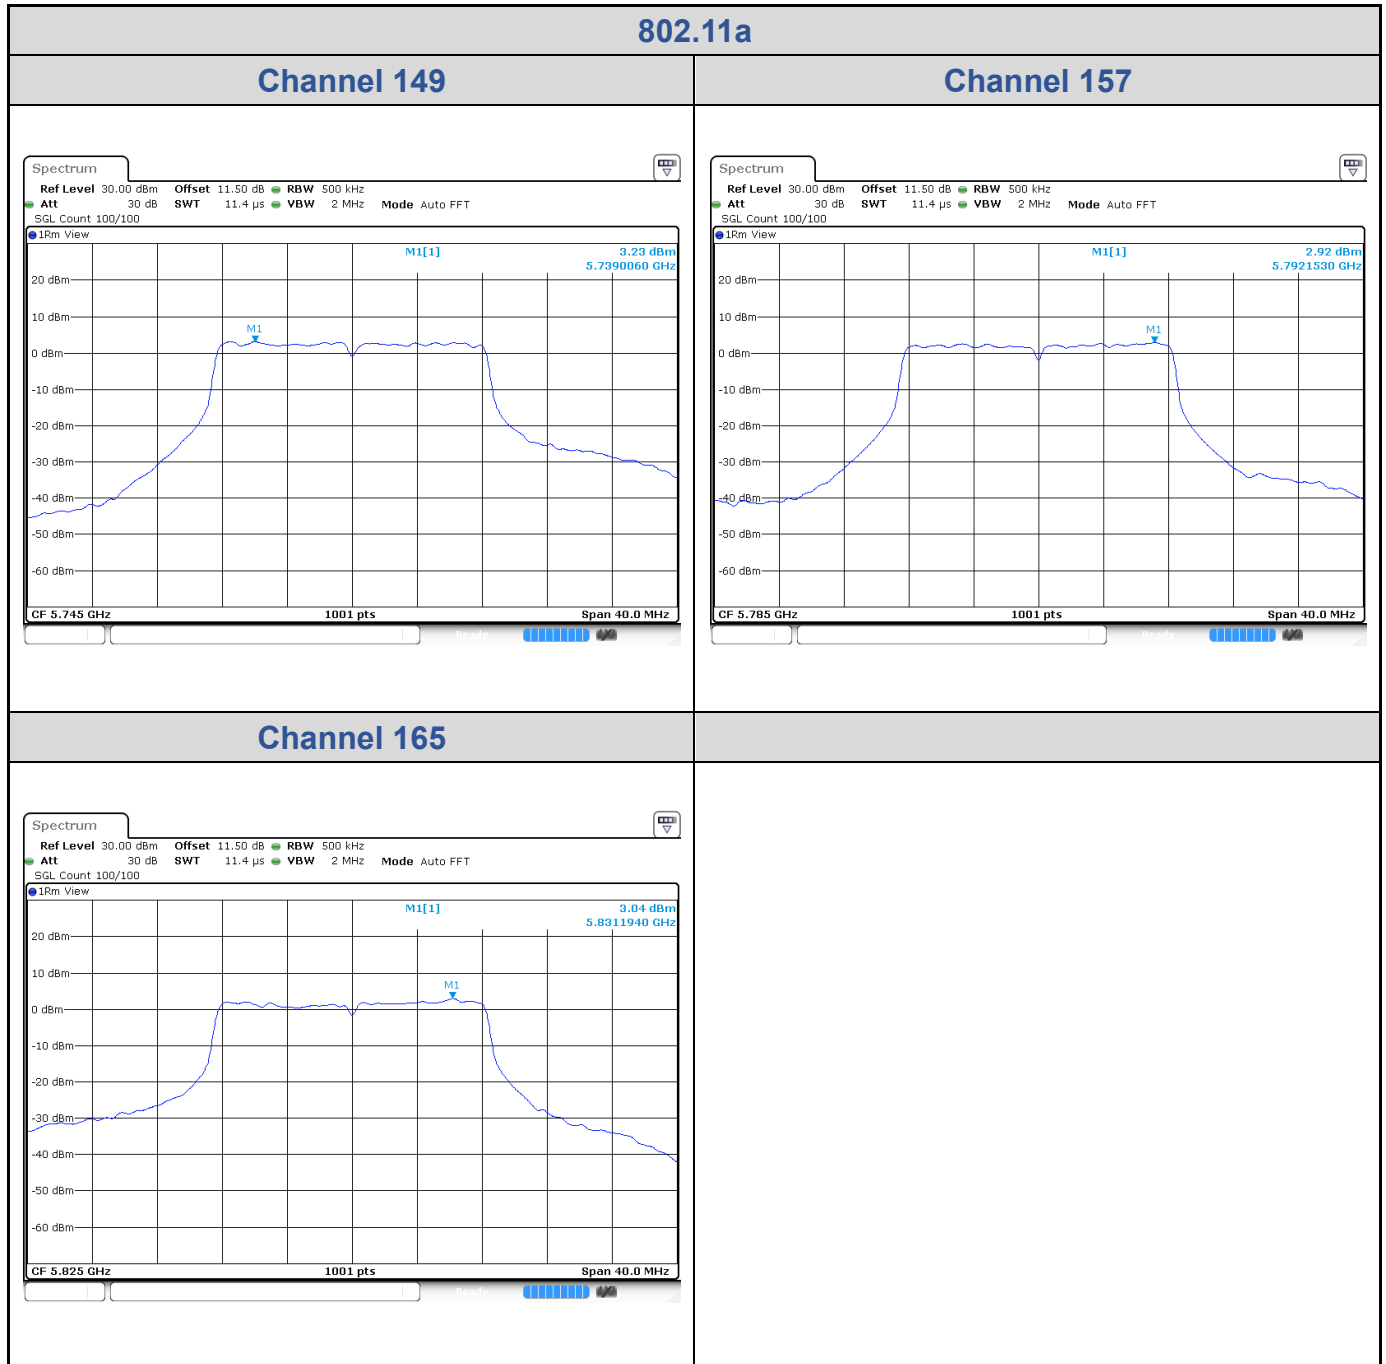 802.11a
Channel 149 Channel 157
Spectrum
Ref Level 30.00 dBm Offset 11.50 dB RBW 500 kHz
Att 30 dB SWT 11.4 µs VBW 2 MHz Mode Auto FFT
SGL Count 100/100
1Rm View
M1[1] 3.23 dBm
5.7390060 GHz
20 dBm
10 dBm
M1
0 dBm
-10 dBm
-20 dBm
-30 dBm
-40 dBm
-50 dBm
-60 dBm
CF 5.745 GHz 1001 pts Span 40.0 MHz
Ready
Spectrum
Ref Level 30.00 dBm Offset 11.50 dB RBW 500 kHz
Att 30 dB SWT 11.4 µs VBW 2 MHz Mode Auto FFT
SGL Count 100/100
1Rm View
M1[1] 2.92 dBm
5.7921530 GHz
20 dBm
10 dBm
M1
0 dBm
-10 dBm
-20 dBm
-30 dBm
-40 dBm
-50 dBm
-60 dBm
CF 5.785 GHz 1001 pts Span 40.0 MHz
Ready
Channel 165
Spectrum
Ref Level 30.00 dBm Offset 11.50 dB RBW 500 kHz
Att 30 dB SWT 11.4 µs VBW 2 MHz Mode Auto FFT
SGL Count 100/100
1Rm View
M1[1] 3.04 dBm
5.8311940 GHz
20 dBm
10 dBm
M1
0 dBm
-10 dBm
-20 dBm
-30 dBm
-40 dBm
-50 dBm
-60 dBm
CF 5.825 GHz 1001 pts Span 40.0 MHz
Ready